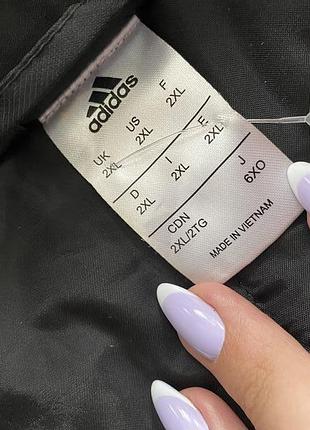 adidas
UK US F
2XL 2XL 2XL
D I E
2XL 2XL 2XL
CDN J
2XL/2TG 6XO
MADE IN VIETNAM